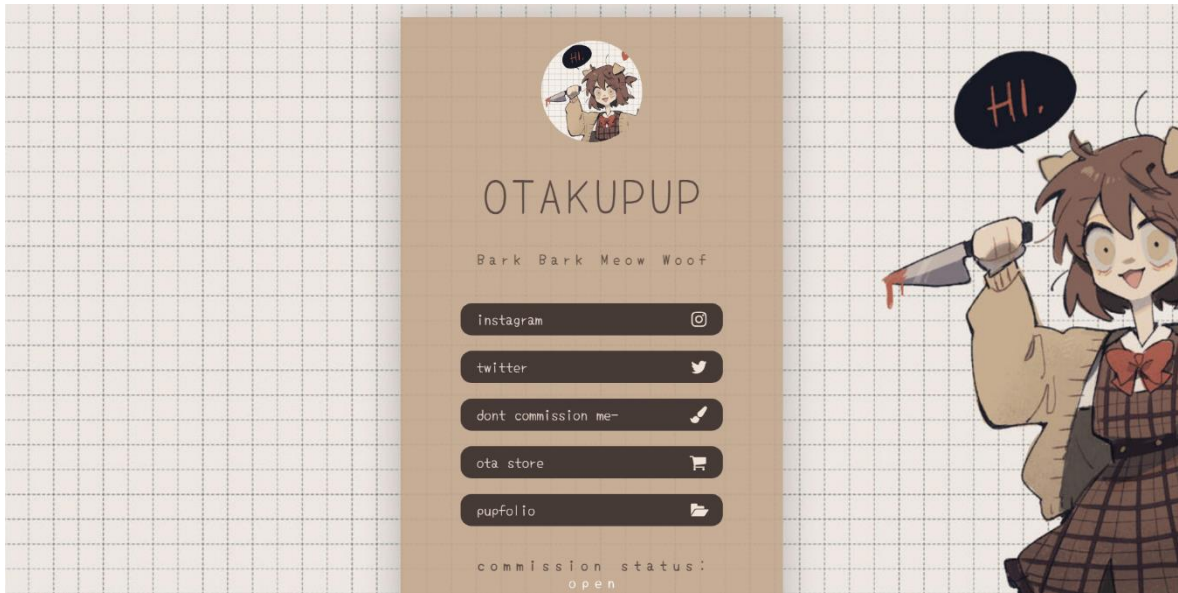 HI.
OTAKUPUP
Bark Bark Meow Woof
instagram
twitter
dont commission me-
ota store
pupfolio
commission status:
open
HI.